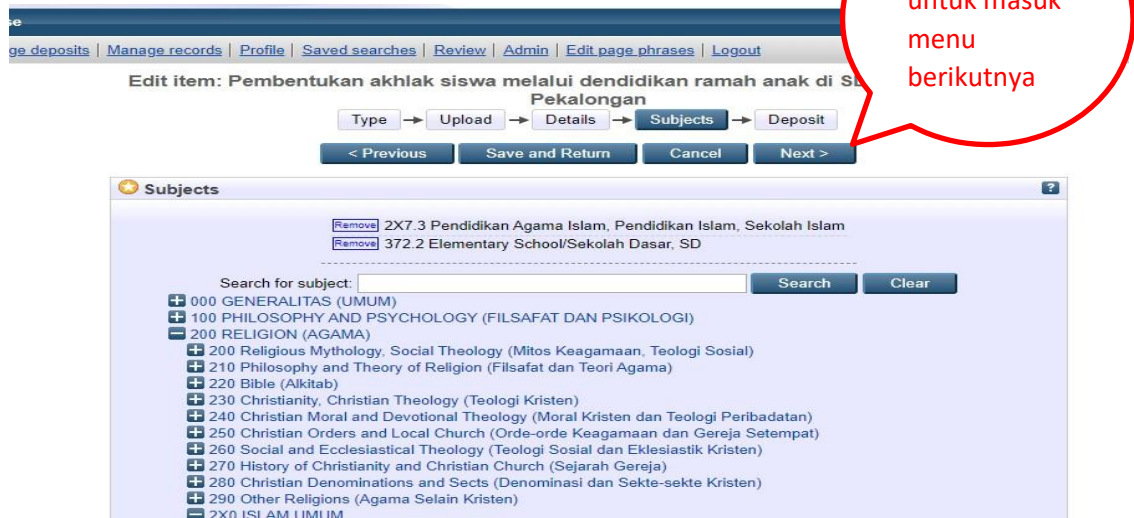 untuk masuk
menu
berikutnya
se
ge deposits | Manage records | Profile | Saved searches | Review | Admin | Edit page phrases | Logout
Edit item: Pembentukan akhlak siswa melalui dendidikan ramah anak di
Pekalongan
Type → Upload → Details → Subjects → Deposit
< Previous Save and Return Cancel Next >
Subjects ?
Remove 2X7.3 Pendidikan Agama Islam, Pendidikan Islam, Sekolah Islam
Remove 372.2 Elementary School/Sekolah Dasar, SD
Search for subject: Search Clear
000 GENERALITAS (UMUM)
100 PHILOSOPHY AND PSYCHOLOGY (FILSAFAT DAN PSIKOLOGI)
200 RELIGION (AGAMA)
200 Religious Mythology, Social Theology (Mitos Keagamaan, Teologi Sosial)
210 Philosophy and Theory of Religion (Filsafat dan Teori Agama)
220 Bible (Alkitab)
230 Christianity, Christian Theology (Teologi Kristen)
240 Christian Moral and Devotional Theology (Moral Kristen dan Teologi Peribadatan)
250 Christian Orders and Local Church (Orde-orde Keagamaan dan Gereja Setempat)
260 Social and Ecclesiastical Theology (Teologi Sosial dan Eklesiastik Kristen)
270 History of Christianity and Christian Church (Sejarah Gereja)
280 Christian Denominations and Sects (Denominasi dan Sekte-sekte Kristen)
290 Other Religions (Agama Selain Kristen)
2X0 ISLAM UMUM